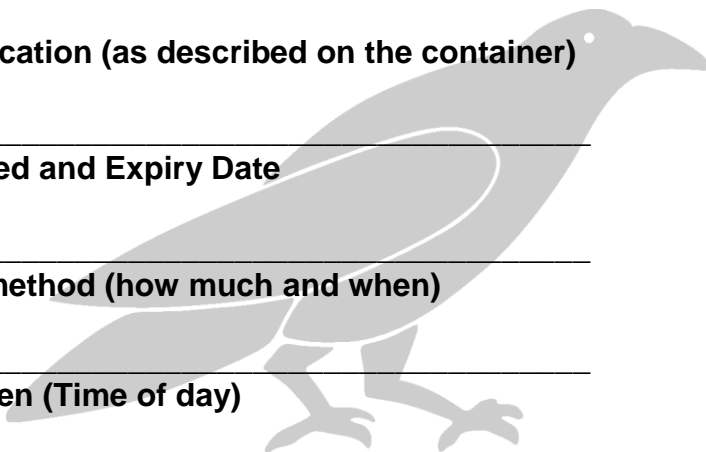 cation (as described on the container)
ed and Expiry Date
method (how much and when)
en (Time of day)